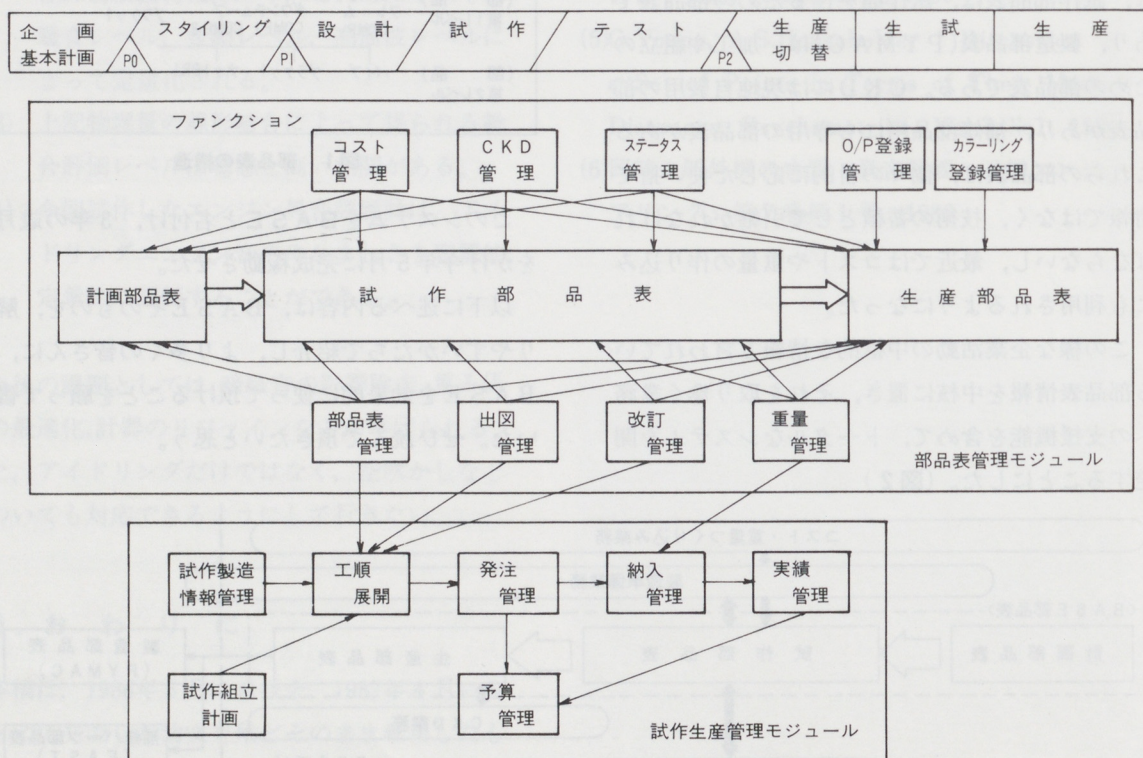 企画
基本計画
P0
スタイリング
P1
設計
試作
テスト
P2
生産
切替
生試
生産
ファンクション
コスト
管理
CKD
管理
ステータス
管理
O/P登録
管理
カラーリング
登録管理
計画部品表
試作部品表
生産部品表
部品表
管理
出図
管理
改訂
管理
重量
管理
部品表管理モジュール
試作製造
情報管理
工順
展開
発注
管理
納入
管理
実績
管理
試作組立
計画
予算
管理
試作生産管理モジュール